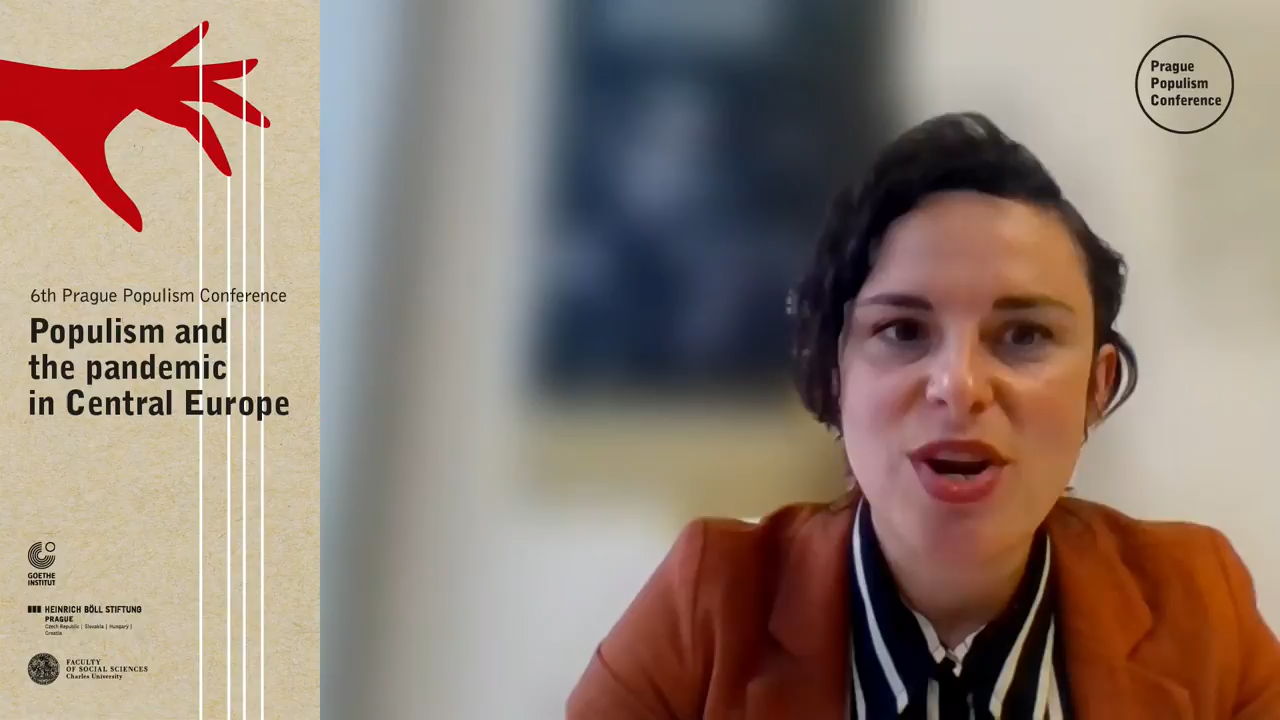 6th Prague Populism Conference
Populism and
the pandemic
in Central Europe
GOETHE
INSTITUT
HEINRICH BÖLL STIFTUNG
PRAGUE
Czech Republic | Slovakia | Hungary |
Croatia
FACULTY
OF SOCIAL SCIENCES
Charles University
Prague
Populism
Conference